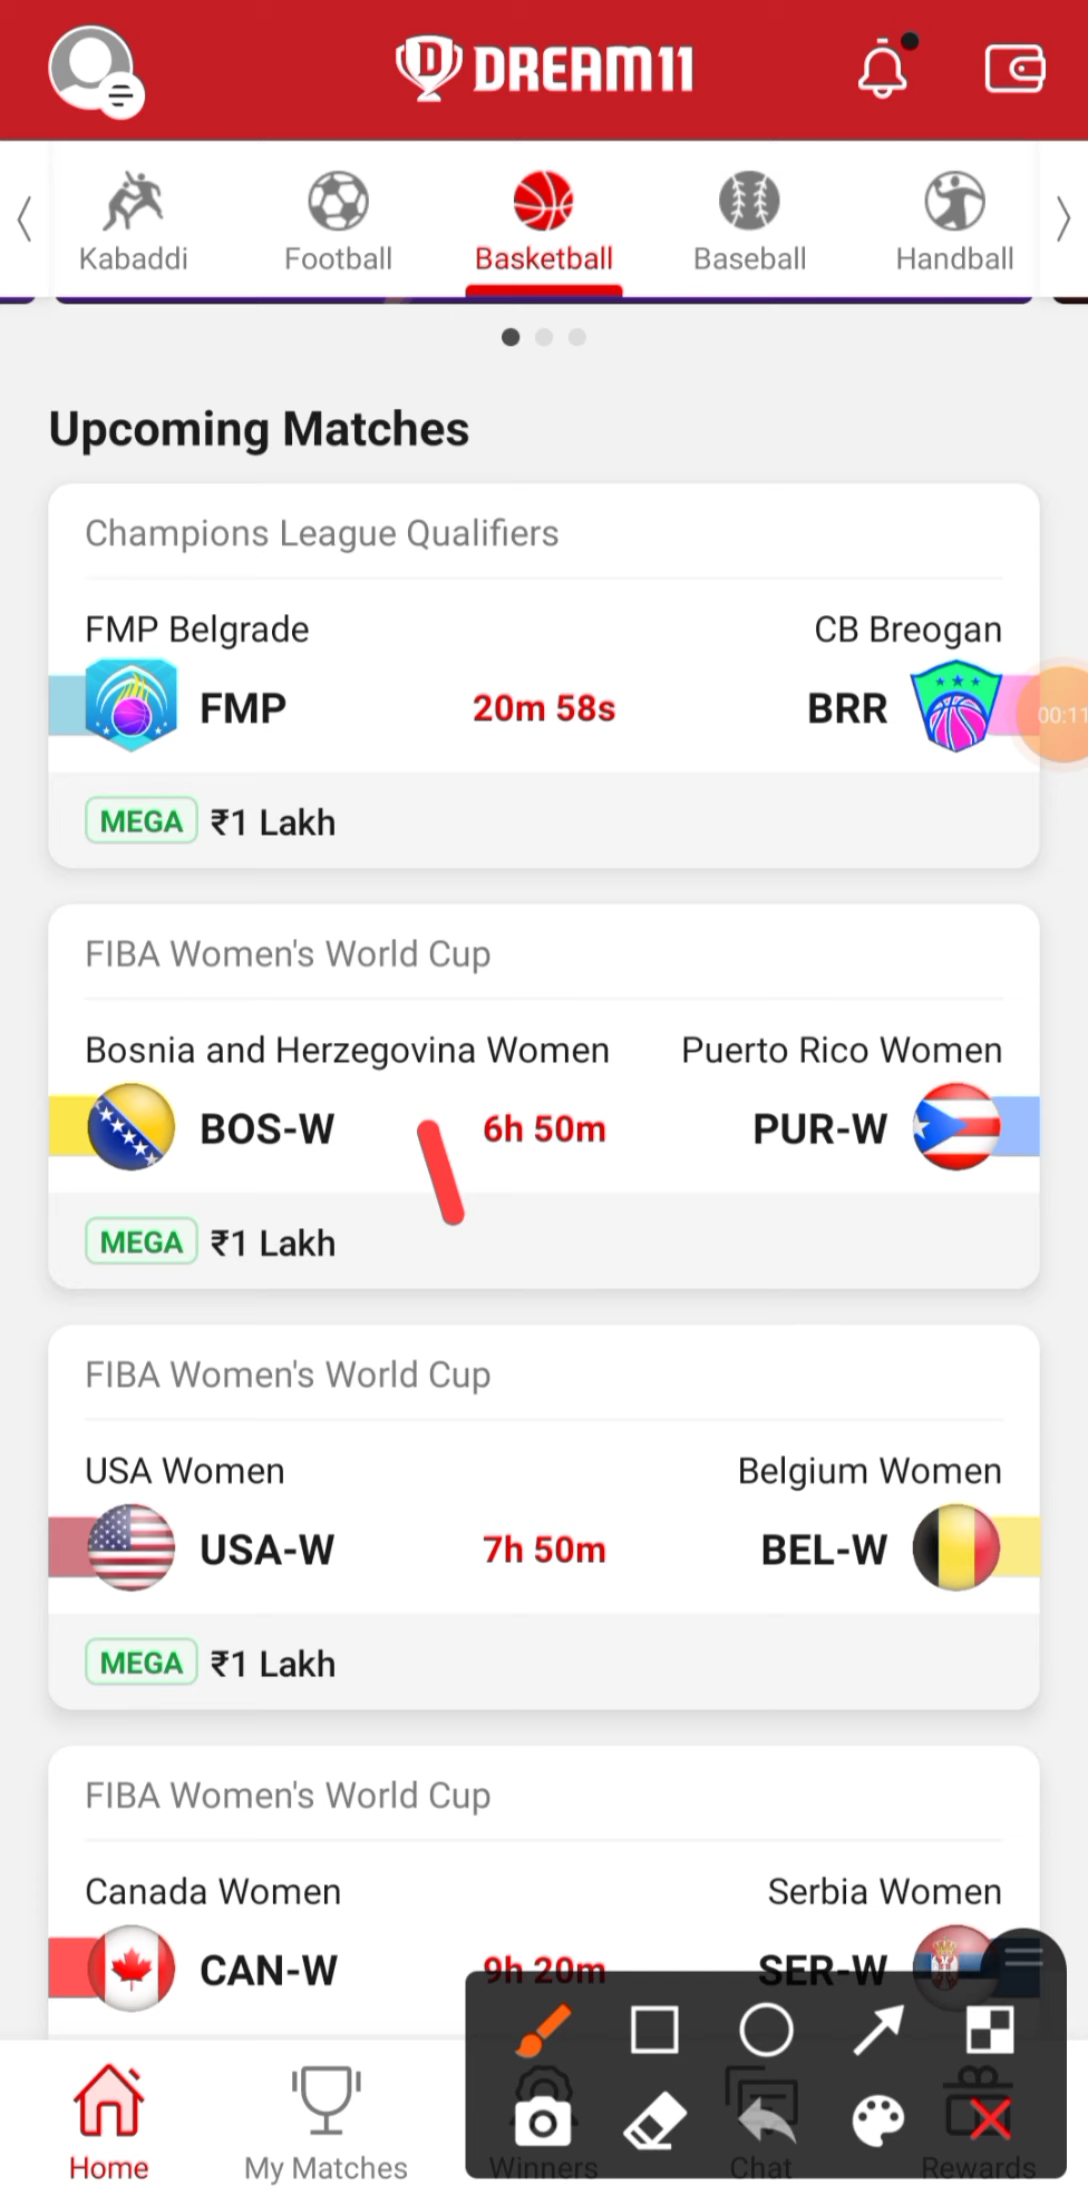 DREAM11
Kabaddi
Football
Basketball
Baseball
Handball
Upcoming Matches
Champions League Qualifiers
FMP Belgrade
CB Breogan
FMP
20m 58s
BRR
00:11
MEGA ₹1 Lakh
FIBA Women's World Cup
Bosnia and Herzegovina Women
Puerto Rico Women
BOS-W
6h 50m
PUR-W
MEGA ₹1 Lakh
FIBA Women's World Cup
USA Women
Belgium Women
USA-W
7h 50m
BEL-W
MEGA ₹1 Lakh
FIBA Women's World Cup
Canada Women
Serbia Women
CAN-W
9h 20m
SER-W
Home
My Matches
Winners
Chat
Rewards